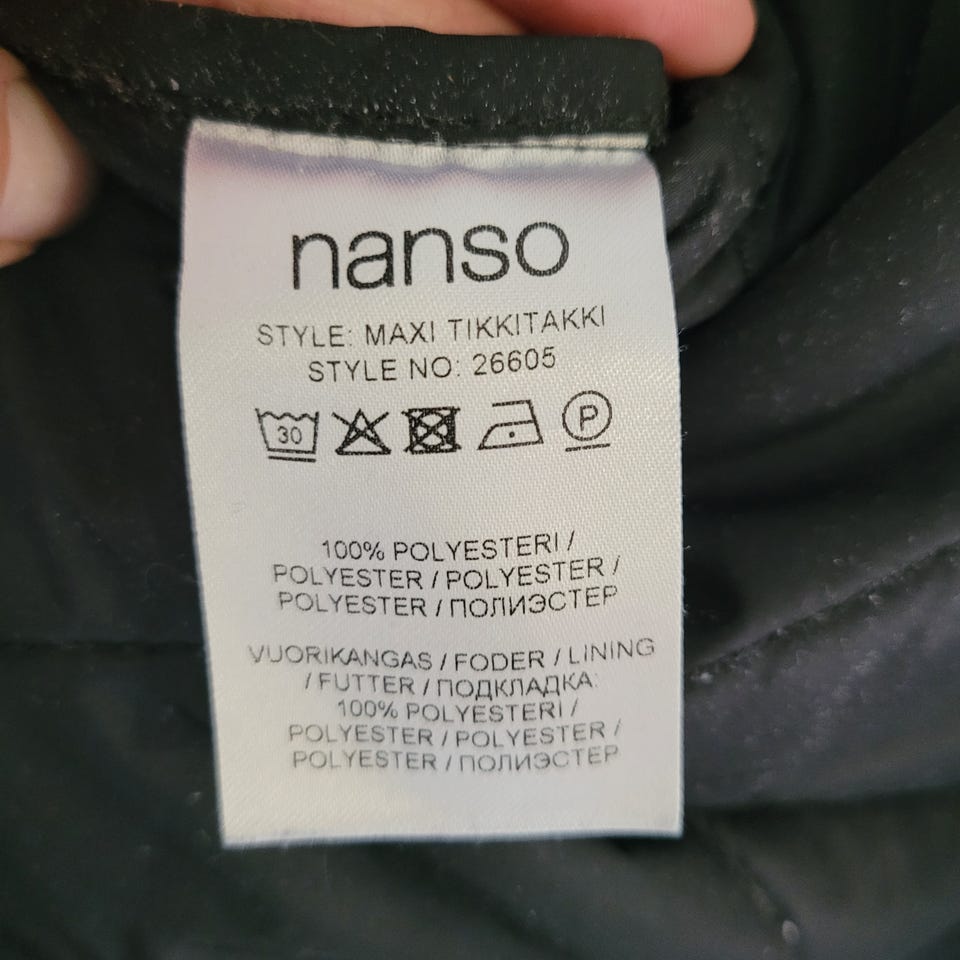 nanso
STYLE: MAXI TIKKITAKKI
STYLE NO: 26605
30 P
100% POLYESTERI /
POLYESTER / POLYESTER /
POLYESTER / ПОЛИЭСТЕР
VUORIKANGAS / FODER / LINING
/ FUTTER / ПОДКЛАДКА:
100% POLYESTERI /
POLYESTER / POLYESTER /
POLYESTER / ПОЛИЭСТЕР